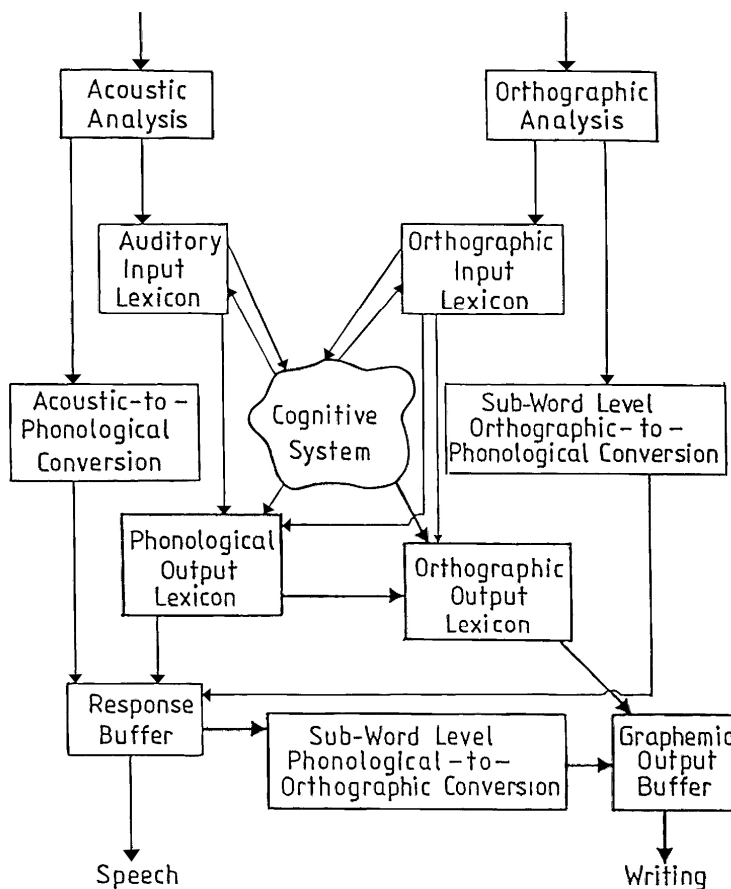 Acoustic
Analysis
Orthographic
Analysis
Auditory
Input
Lexicon
Orthographic
Input
Lexicon
Acoustic-to-
Phonological
Conversion
Cognitive
System
Sub-Word Level
Orthographic-to-
Phonological Conversion
Phonological
Output
Lexicon
Orthographic
Output
Lexicon
Response
Buffer
Sub-Word Level
Phonological-to-
Orthographic Conversion
Graphemic
Output
Buffer
Speech
Writing